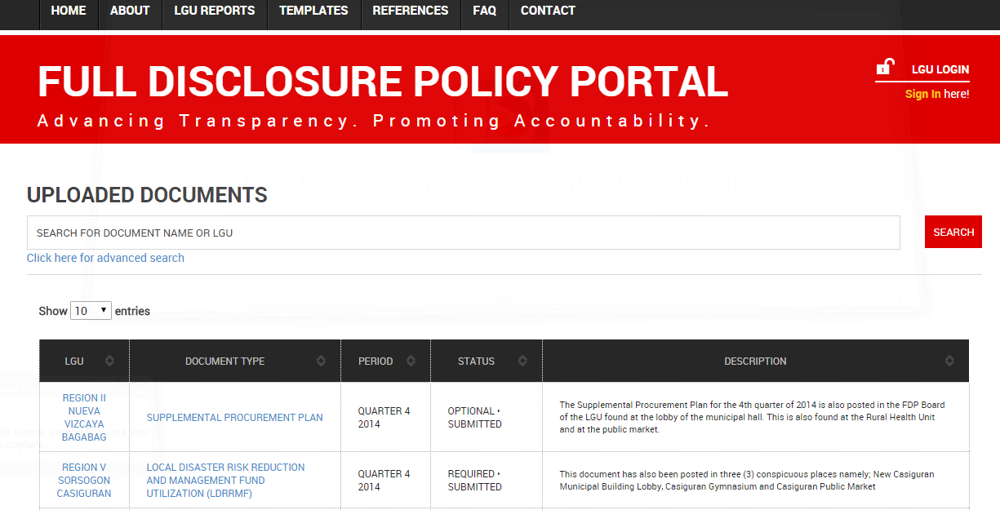 HOME ABOUT LGU REPORTS TEMPLATES REFERENCES FAQ CONTACT
FULL DISCLOSURE POLICY PORTAL
Advancing Transparency. Promoting Accountability.
LGU LOGIN
Sign In here!
UPLOADED DOCUMENTS
SEARCH FOR DOCUMENT NAME OR LGU
SEARCH
Click here for advanced search
Show 10 entries
LGU DOCUMENT TYPE PERIOD STATUS DESCRIPTION
REGION II
NUEVA
VIZCAYA
BAGABAG
SUPPLEMENTAL PROCUREMENT PLAN
QUARTER 4
2014
OPTIONAL •
SUBMITTED
The Supplemental Procurement Plan for the 4th quarter of 2014 is also posted in the FDP Board
of the LGU found at the lobby of the municipal hall. This is also found at the Rural Health Unit
and at the public market.
REGION V
SORSOGON
CASIGURAN
LOCAL DISASTER RISK REDUCTION
AND MANAGEMENT FUND
UTILIZATION (LDRRMF)
QUARTER 4
2014
REQUIRED •
SUBMITTED
This document has also been posted in three (3) conspicuous places namely; New Casiguran
Municipal Building Lobby, Casiguran Gymnasium and Casiguran Public Market